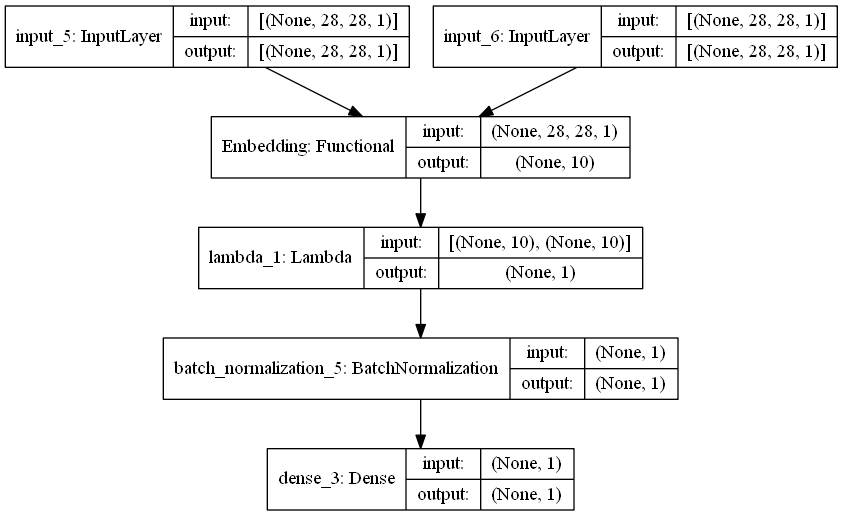 input_5: InputLayer
input:
[(None, 28, 28, 1)]
output:
[(None, 28, 28, 1)]
input_6: InputLayer
input:
[(None, 28, 28, 1)]
output:
[(None, 28, 28, 1)]
Embedding: Functional
input:
(None, 28, 28, 1)
output:
(None, 10)
lambda_1: Lambda
input:
[(None, 10), (None, 10)]
output:
(None, 1)
batch_normalization_5: BatchNormalization
input:
(None, 1)
output:
(None, 1)
dense_3: Dense
input:
(None, 1)
output:
(None, 1)